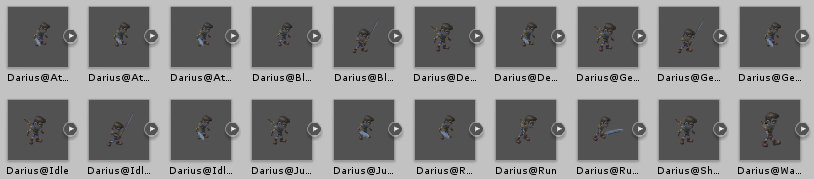 Darius@At... Darius@At... Darius@At... Darius@Bl... Darius@Bl... Darius@De... Darius@De... Darius@Ge... Darius@Ge... Darius@Ge...
Darius@Idle Darius@Idl... Darius@Idl... Darius@Ju... Darius@Ju... Darius@R... Darius@Run Darius@Ru... Darius@Sh... Darius@Wa...